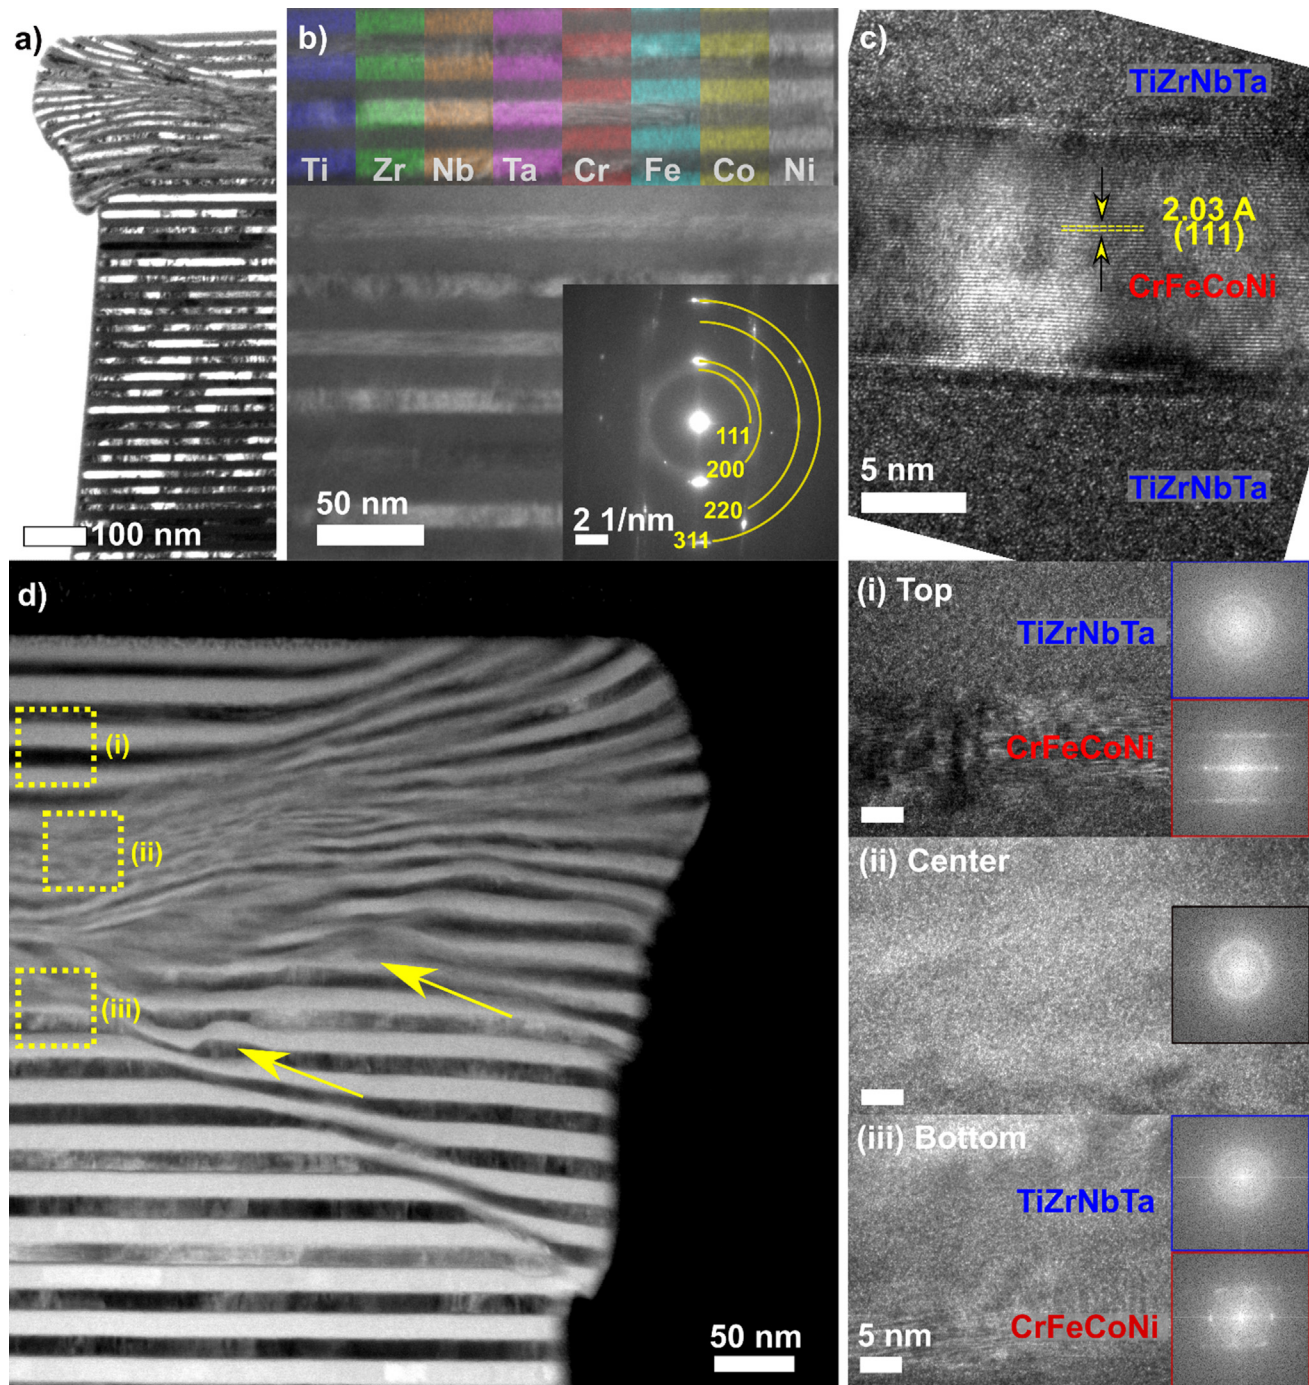 a)
100 nm
b)
Ti Zr Nb Ta Cr Fe Co Ni
50 nm
2 1/nm
111
200
220
311
c)
TiZrNbTa
2.03 A
(111)
CrFeCoNi
5 nm
TiZrNbTa
d)
(i)
(ii)
(iii)
50 nm
(i) Top
TiZrNbTa
CrFeCoNi
(ii) Center
(iii) Bottom
TiZrNbTa
CrFeCoNi
5 nm